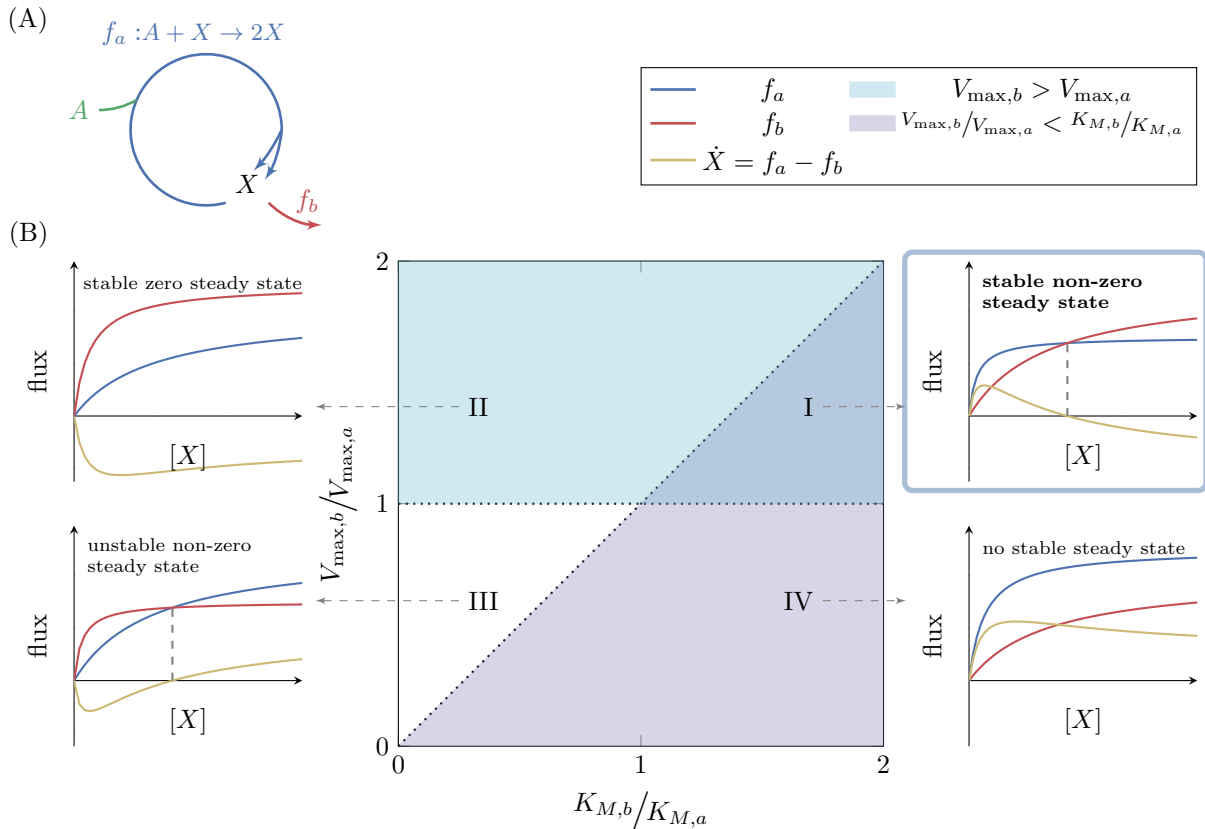 (A)
f_a : A + X → 2X
A
X
f_b
f_a
V_max,b > V_max,a
f_b
V_max,b/V_max,a < K_M,b/K_M,a
Ẋ = f_a − f_b
(B)
stable zero steady state
flux
[X]
unstable non-zero
steady state
flux
[X]
2
1
0
V_max,b/V_max,a
II
I
III
IV
0
1
2
K_M,b/K_M,a
stable non-zero
steady state
flux
[X]
no stable steady state
flux
[X]